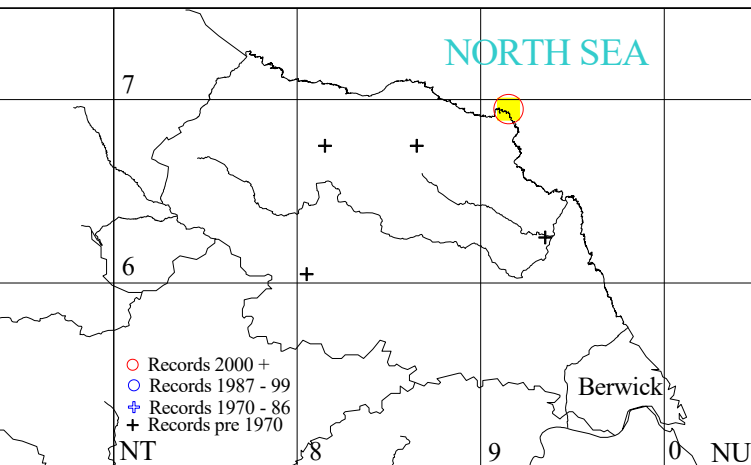 NORTH SEA
7
6
Records 2000 +
Records 1987 - 99
Records 1970 - 86
Records pre 1970
Berwick
NT 8 9 0 NU